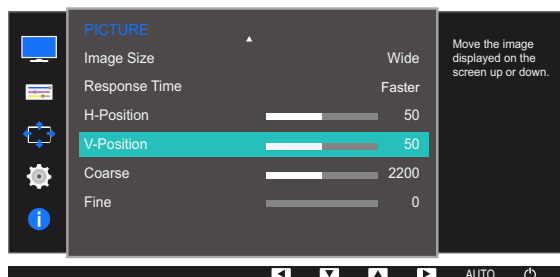 PICTURE
Image Size Wide
Response Time Faster
H-Position 50
V-Position 50
Coarse 2200
Fine 0
Move the image
displayed on the
screen up or down.
AUTO